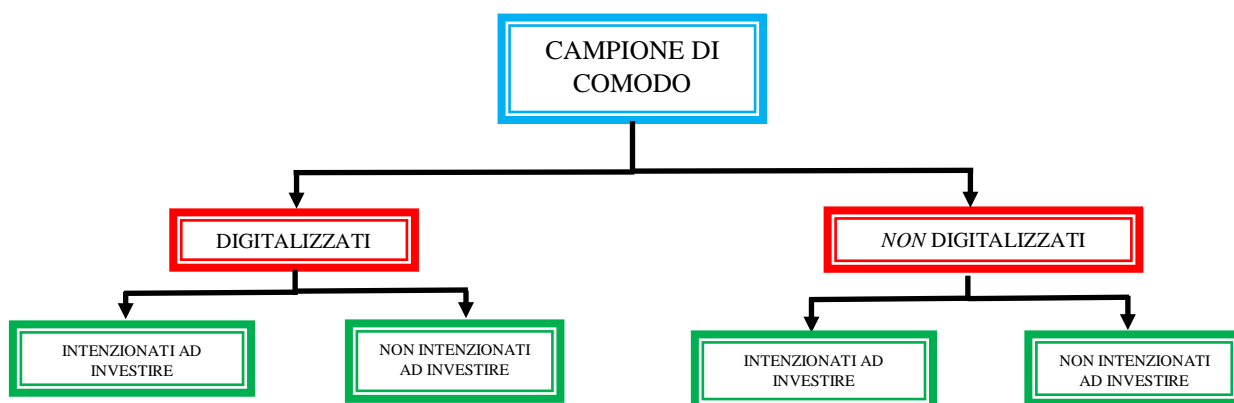 CAMPIONE DI
COMODO
DIGITALIZZATI
NON DIGITALIZZATI
INTENZIONATI AD
INVESTIRE
NON INTENZIONATI
AD INVESTIRE
INTENZIONATI AD
INVESTIRE
NON INTENZIONATI
AD INVESTIRE